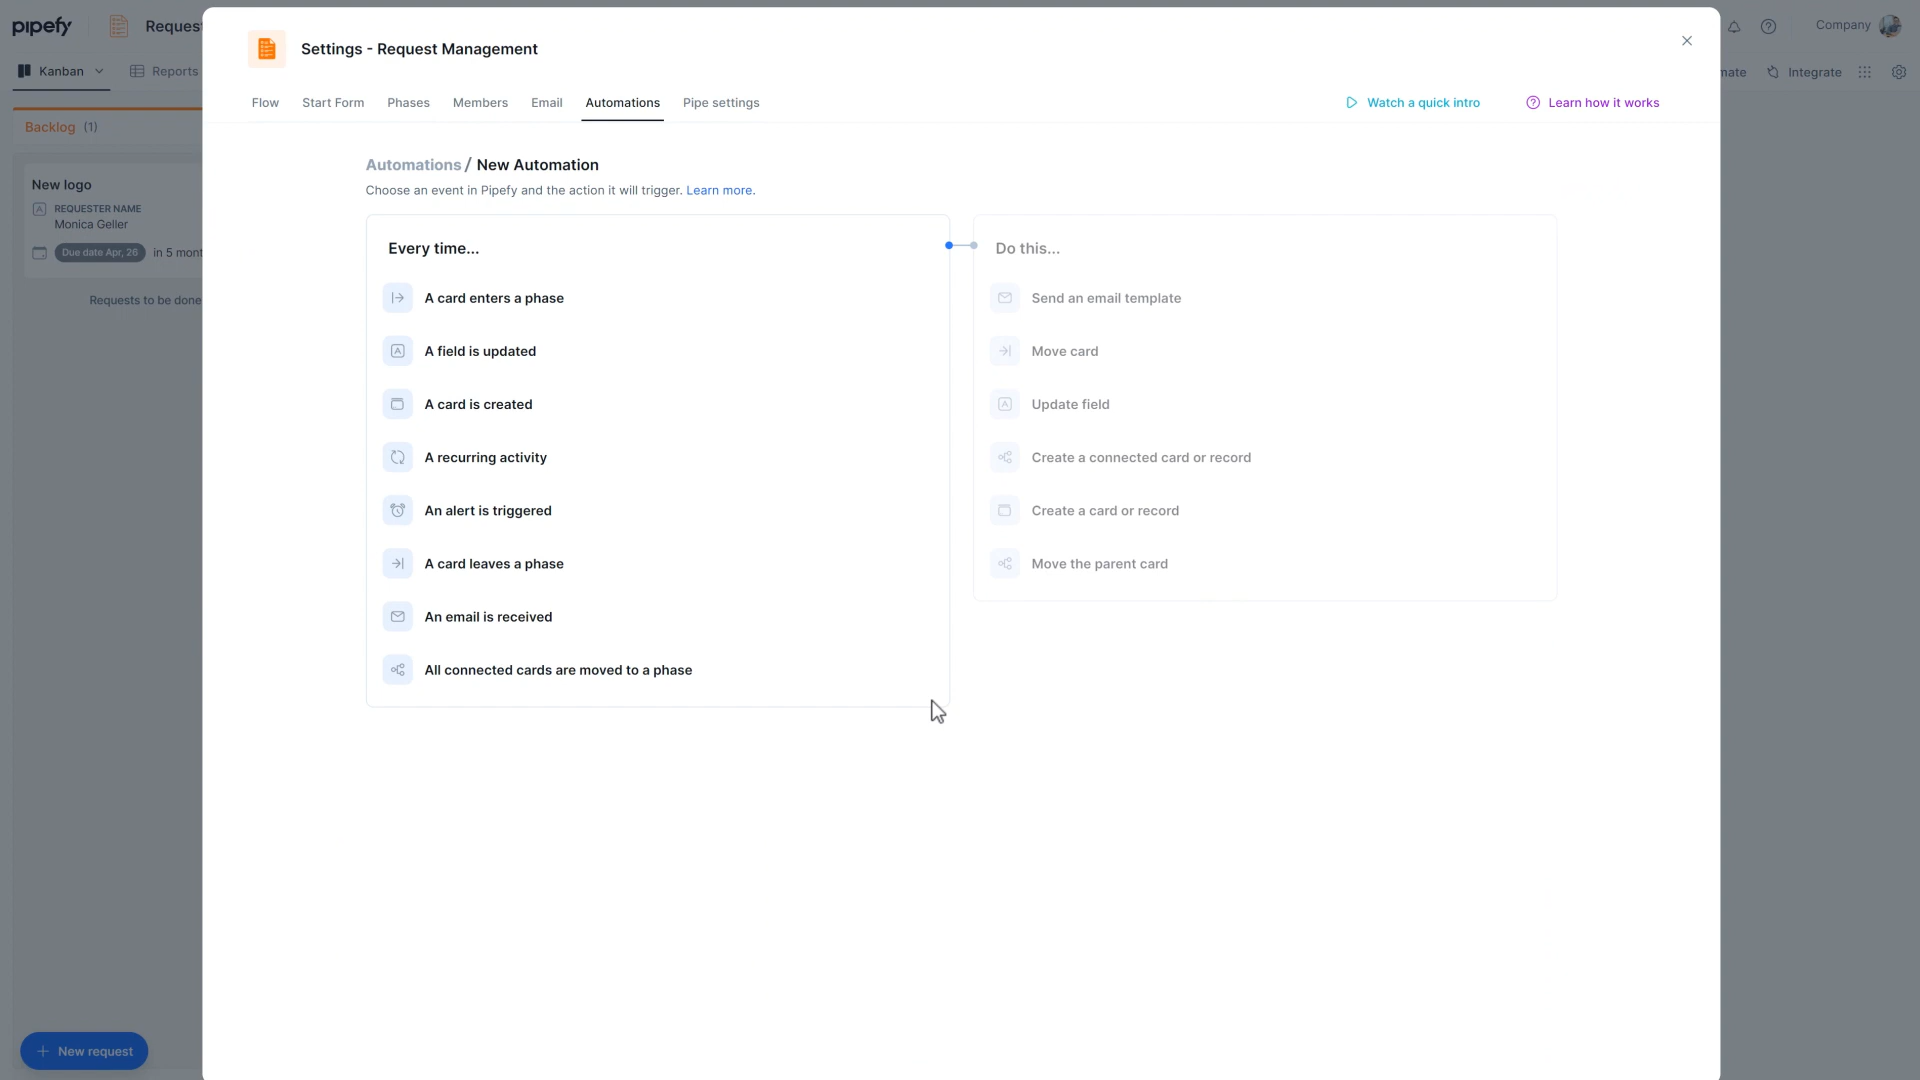 pipefy
Reques
Company
Kanban
Reports
mate
Integrate
Backlog (1)
New logo
REQUESTER NAME
Monica Geller
Due date Apr, 26 in 5 mont
Requests to be done
New request
Settings - Request Management
Flow
Start Form
Phases
Members
Email
Automations
Pipe settings
Watch a quick intro
Learn how it works
Automations / New Automation
Choose an event in Pipefy and the action it will trigger. Learn more.
Every time...
A card enters a phase
A field is updated
A card is created
A recurring activity
An alert is triggered
A card leaves a phase
An email is received
All connected cards are moved to a phase
Do this...
Send an email template
Move card
Update field
Create a connected card or record
Create a card or record
Move the parent card